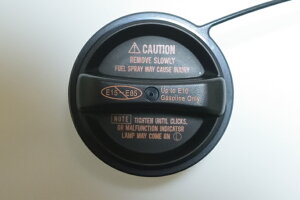 ⚠ CAUTION
REMOVE SLOWLY
FUEL SPRAY MAY CAUSE INJURY
E15~E85
Up to E10
Gasoline Only
NOTE TIGHTEN UNTIL CLICKS,
OR MALFUNCTION INDICATOR
LAMP MAY COME ON